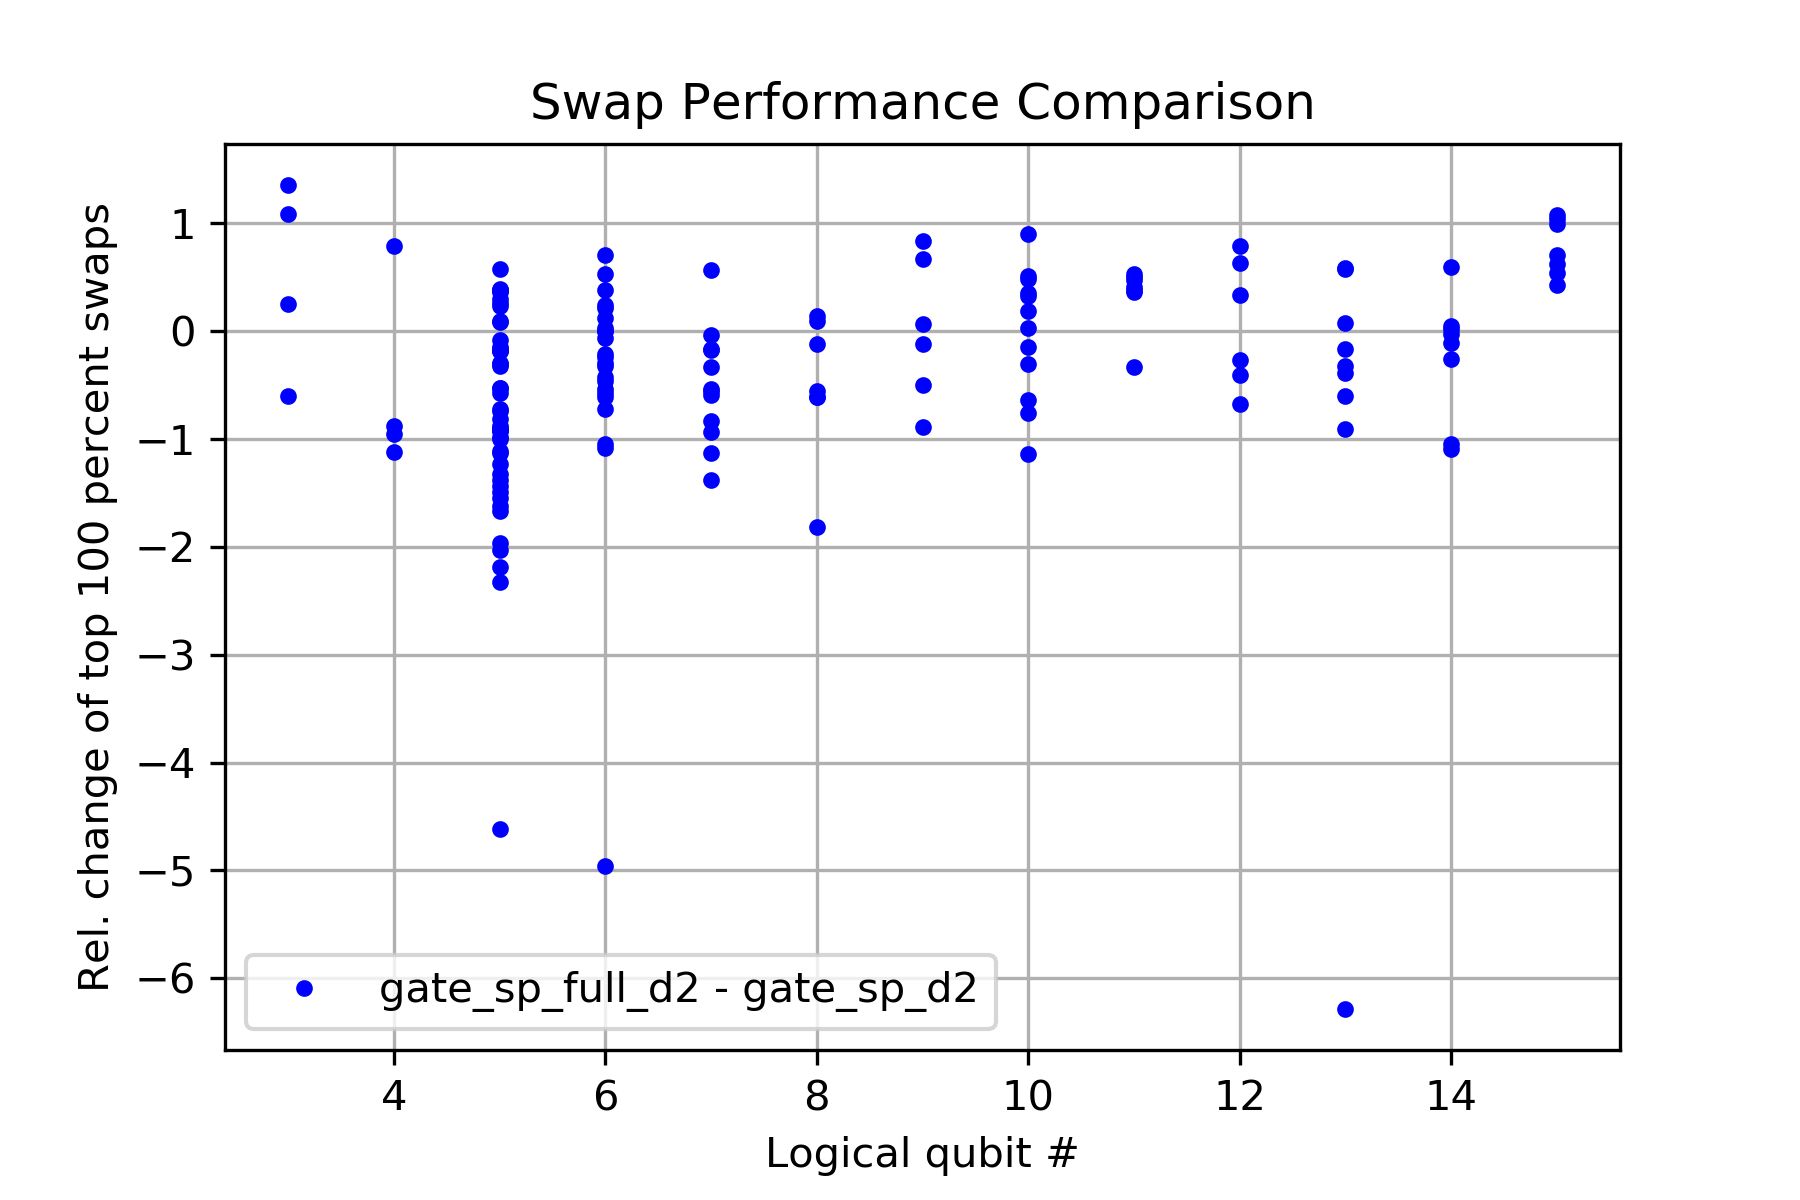 Swap Performance Comparison
Rel. change of top 100 percent swaps
1
0
−1
−2
−3
−4
−5
−6
gate_sp_full_d2 - gate_sp_d2
4 6 8 10 12 14
Logical qubit #